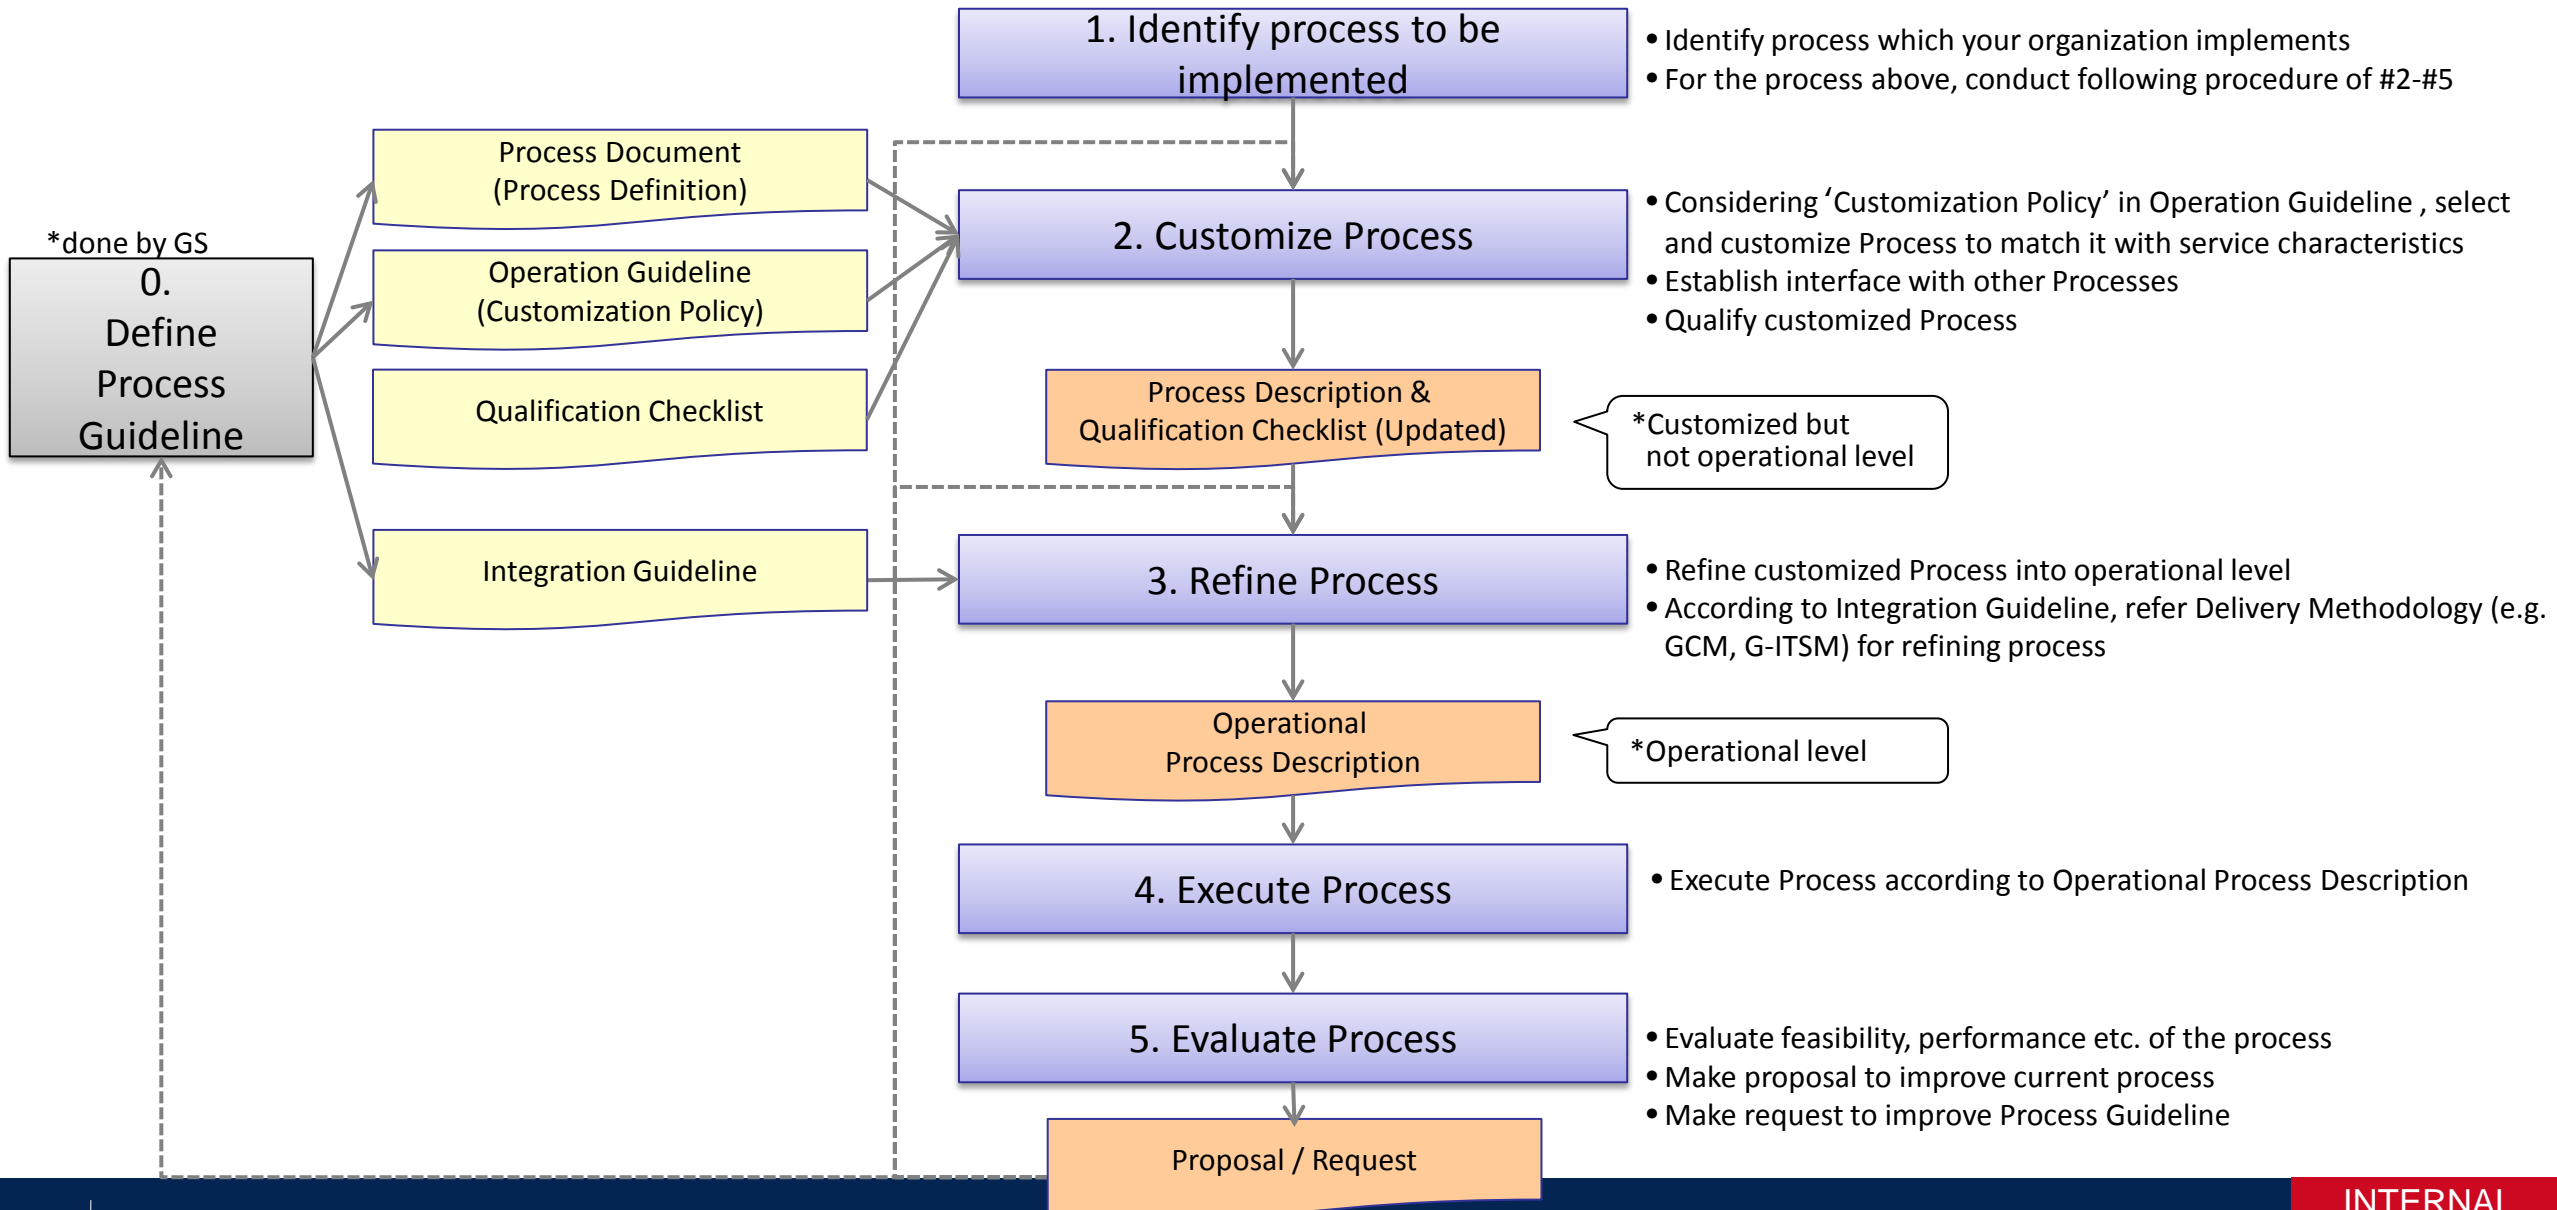 1. Identify process to be
implemented
• Identify process which your organization implements
• For the process above, conduct following procedure of #2-#5
*done by GS
0.
Define
Process
Guideline
Process Document
(Process Definition)
Operation Guideline
(Customization Policy)
Qualification Checklist
Integration Guideline
2. Customize Process
• Considering ‘Customization Policy’ in Operation Guideline , select
and customize Process to match it with service characteristics
• Establish interface with other Processes
• Qualify customized Process
Process Description &
Qualification Checklist (Updated)
*Customized but
not operational level
3. Refine Process
• Refine customized Process into operational level
• According to Integration Guideline, refer Delivery Methodology (e.g.
GCM, G-ITSM) for refining process
Operational
Process Description
*Operational level
4. Execute Process
• Execute Process according to Operational Process Description
5. Evaluate Process
• Evaluate feasibility, performance etc. of the process
• Make proposal to improve current process
• Make request to improve Process Guideline
Proposal / Request
INTERNAL